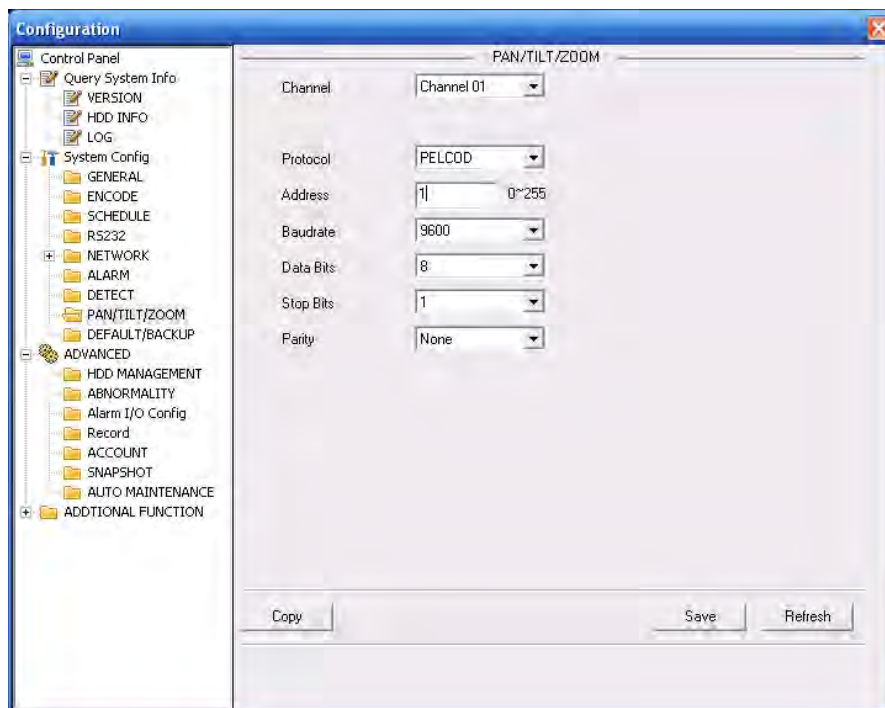 Configuration
Control Panel
Query System Info
VERSION
HDD INFO
LOG
System Config
GENERAL
ENCODE
SCHEDULE
RS232
NETWORK
ALARM
DETECT
PAN/TILT/ZOOM
DEFAULT/BACKUP
ADVANCED
HDD MANAGEMENT
ABNORMALITY
Alarm I/O Config
Record
ACCOUNT
SNAPSHOT
AUTO MAINTENANCE
ADDTIONAL FUNCTION
PAN/TILT/ZOOM
Channel Channel 01
Protocol PELCOD
Address 1 0~255
Baudrate 9600
Data Bits 8
Stop Bits 1
Parity None
Copy Save Refresh